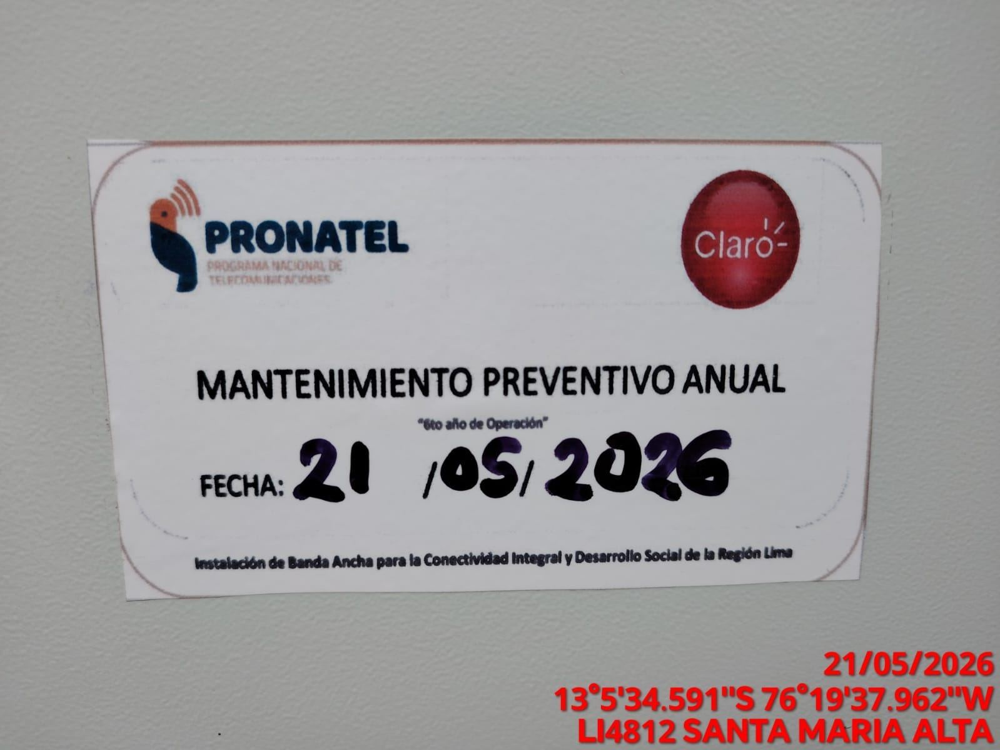 PRONATEL
PROGRAMA NACIONAL DE
TELECOMUNICACIONES
Claro
MANTENIMIENTO PREVENTIVO ANUAL
"6to año de Operación"
FECHA: 21 /05/2026
Instalación de Banda Ancha para la Conectividad Integral y Desarrollo Social de la Región Lima
21/05/2026
13°5'34.591"S 76°19'37.962"W
LI4812 SANTA MARIA ALTA